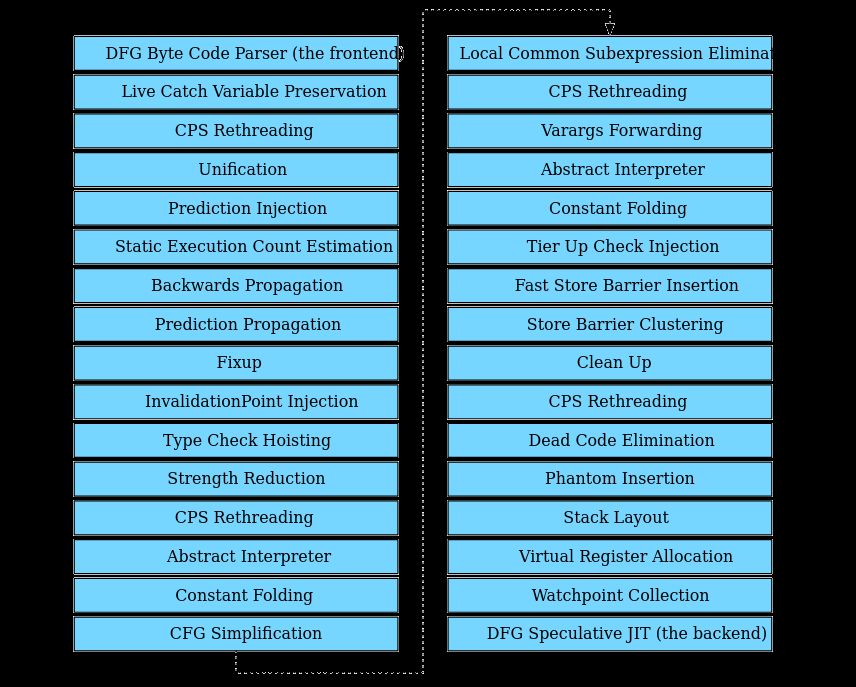 DFG Byte Code Parser (the frontend)
Live Catch Variable Preservation
CPS Rethreading
Unification
Prediction Injection
Static Execution Count Estimation
Backwards Propagation
Prediction Propagation
Fixup
InvalidationPoint Injection
Type Check Hoisting
Strength Reduction
CPS Rethreading
Abstract Interpreter
Constant Folding
CFG Simplification
Local Common Subexpression Eliminat
CPS Rethreading
Varargs Forwarding
Abstract Interpreter
Constant Folding
Tier Up Check Injection
Fast Store Barrier Insertion
Store Barrier Clustering
Clean Up
CPS Rethreading
Dead Code Elimination
Phantom Insertion
Stack Layout
Virtual Register Allocation
Watchpoint Collection
DFG Speculative JIT (the backend)